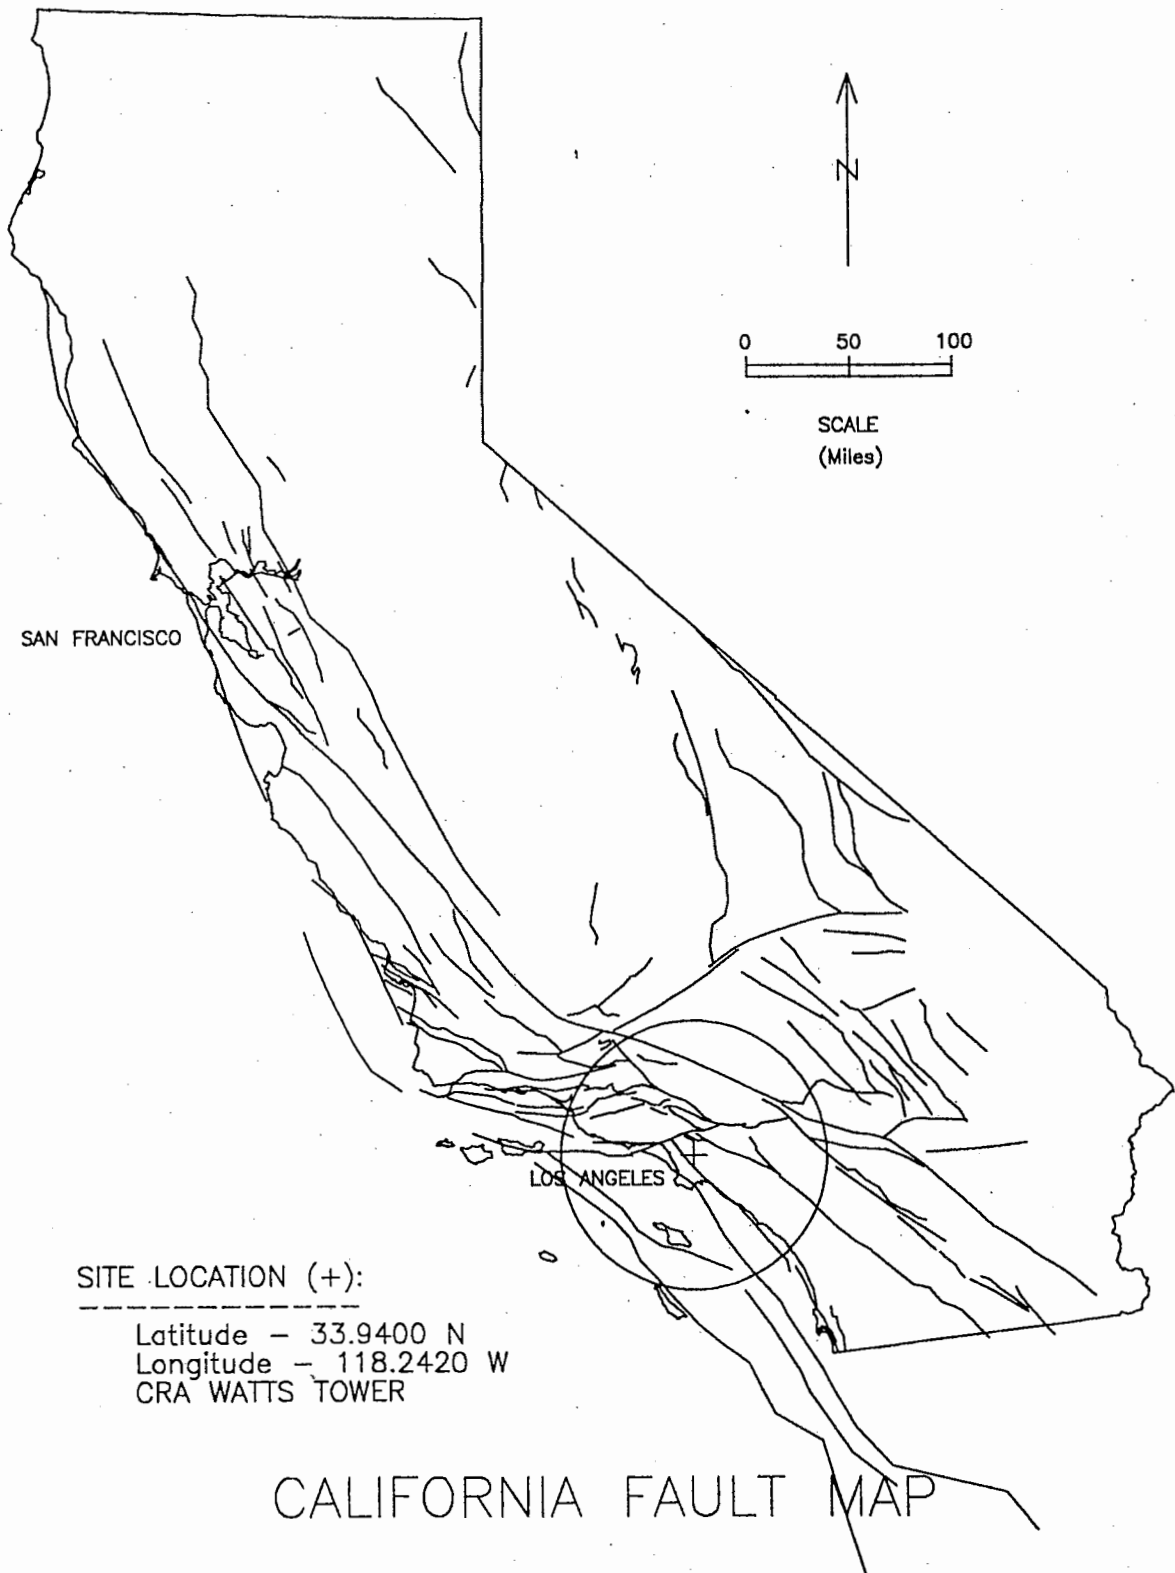 N
0 50 100
SCALE
(Miles)
SAN FRANCISCO
LOS ANGELES
SITE LOCATION (+):
Latitude – 33.9400 N
Longitude – 118.2420 W
CRA WATTS TOWER
CALIFORNIA FAULT MAP